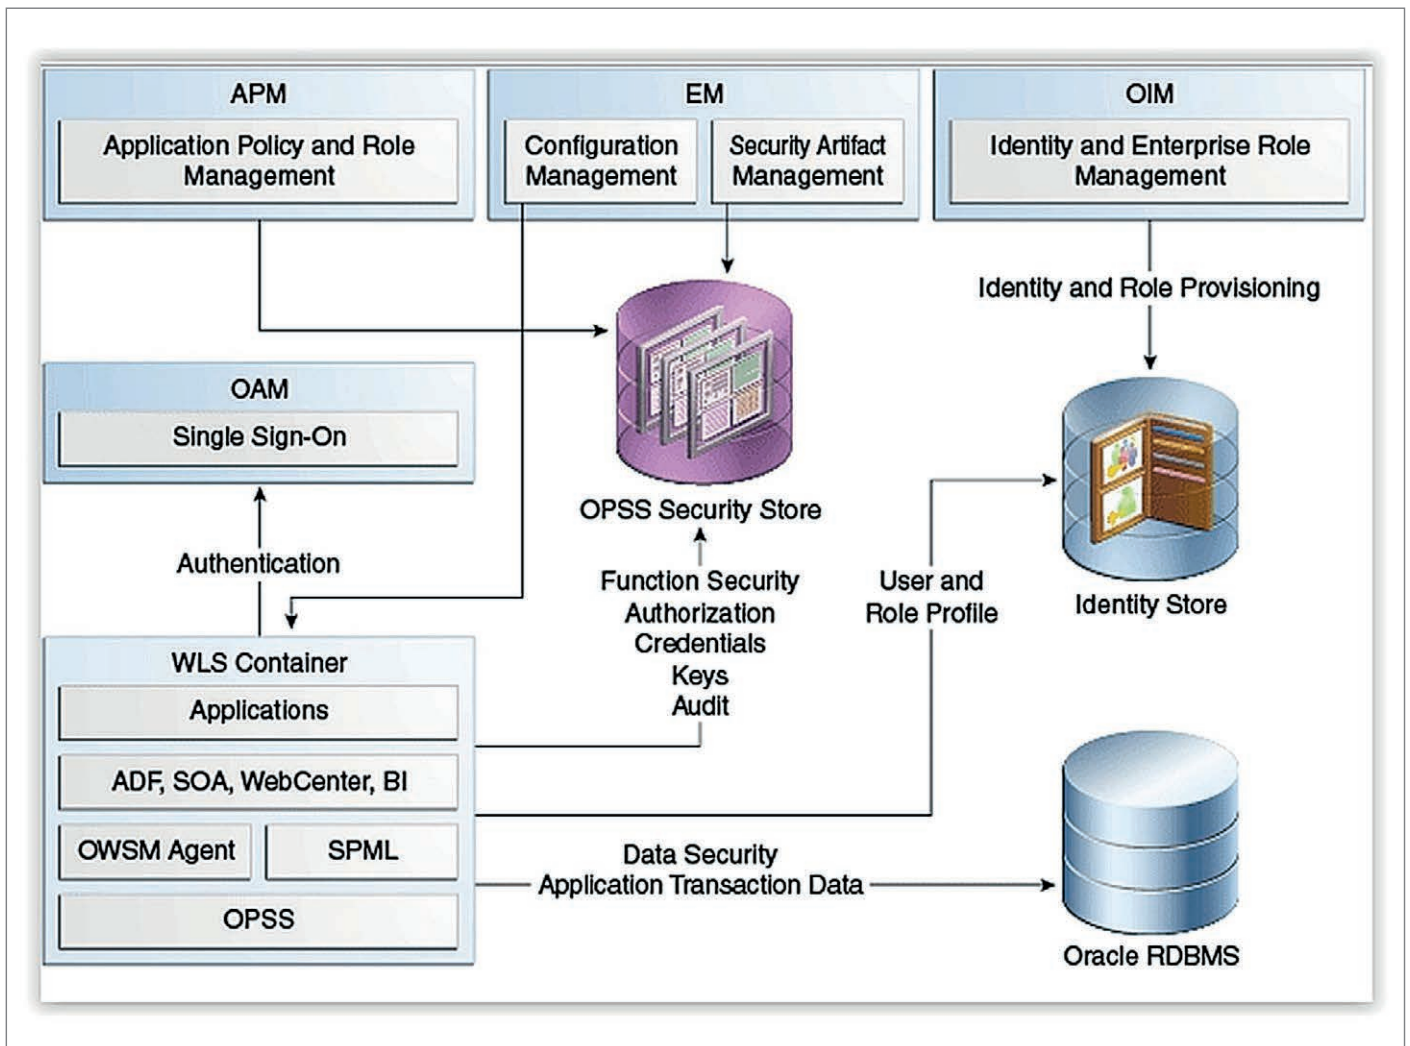 APM
Application Policy and Role
Management
EM
Configuration
Management
Security Artifact
Management
OIM
Identity and Enterprise Role
Management
Identity and Role Provisioning
OAM
Single Sign-On
OPSS Security Store
Authentication
Function Security
Authorization
Credentials
Keys
Audit
User and
Role Profile
Identity Store
WLS Container
Applications
ADF, SOA, WebCenter, BI
OWSM Agent
SPML
OPSS
Data Security
Application Transaction Data
Oracle RDBMS